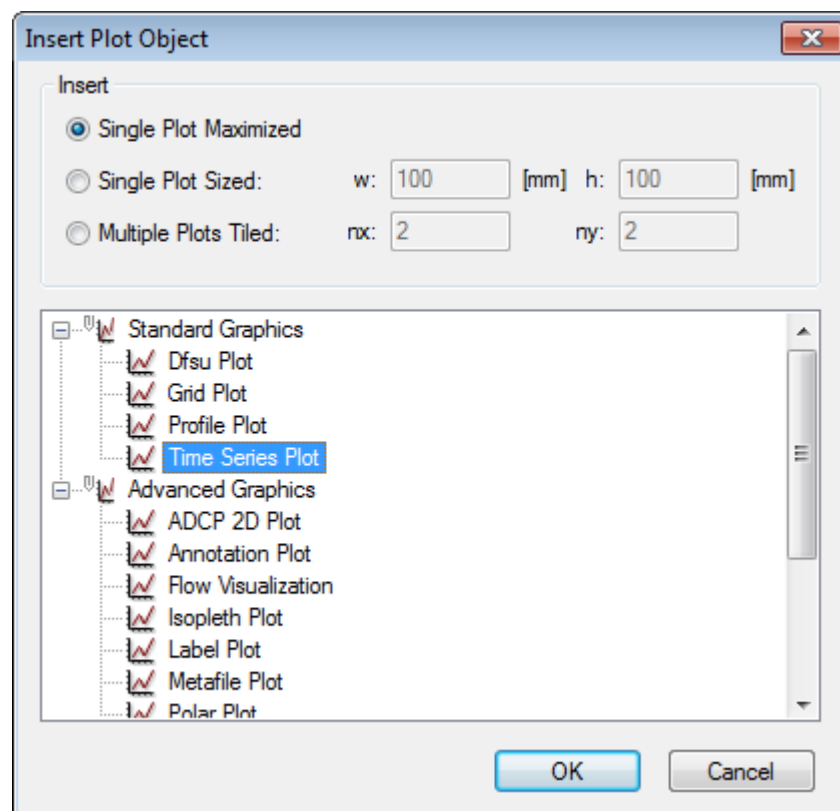 Insert Plot Object
Insert
Single Plot Maximized
Single Plot Sized: w: 100 [mm] h: 100 [mm]
Multiple Plots Tiled: nx: 2 ny: 2
Standard Graphics
Dfsu Plot
Grid Plot
Profile Plot
Time Series Plot
Advanced Graphics
ADCP 2D Plot
Annotation Plot
Flow Visualization
Isopleth Plot
Label Plot
Metafile Plot
Polar Plot
OK Cancel